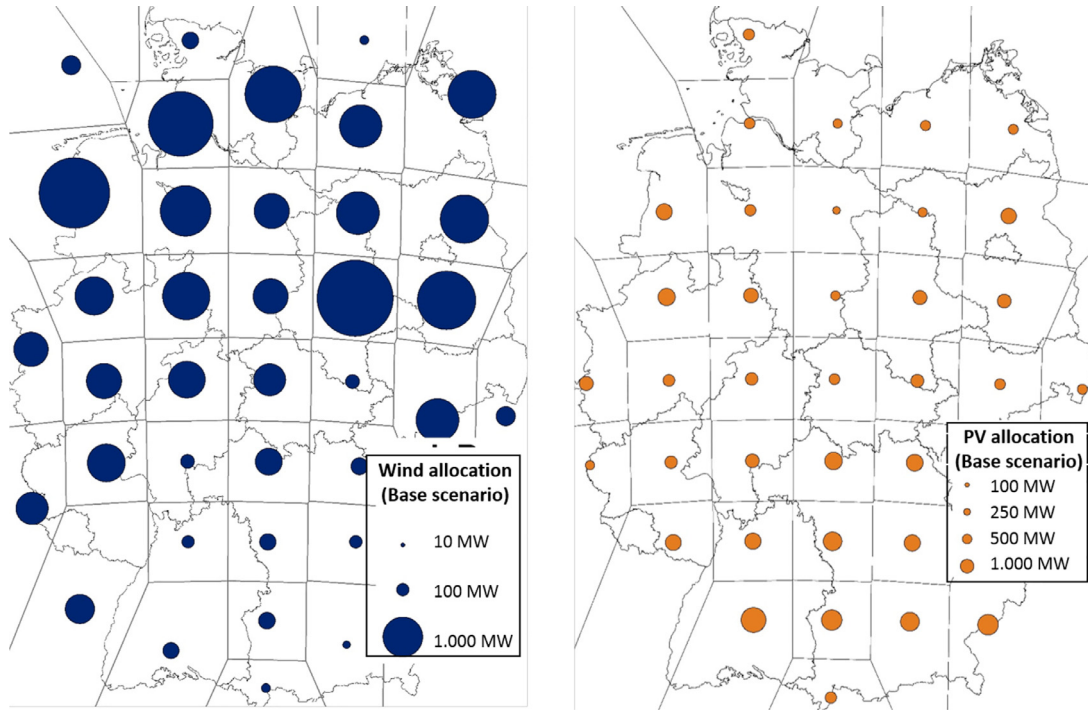 Wind allocation
(Base scenario)
10 MW
100 MW
1.000 MW
PV allocation
(Base scenario)
100 MW
250 MW
500 MW
1.000 MW